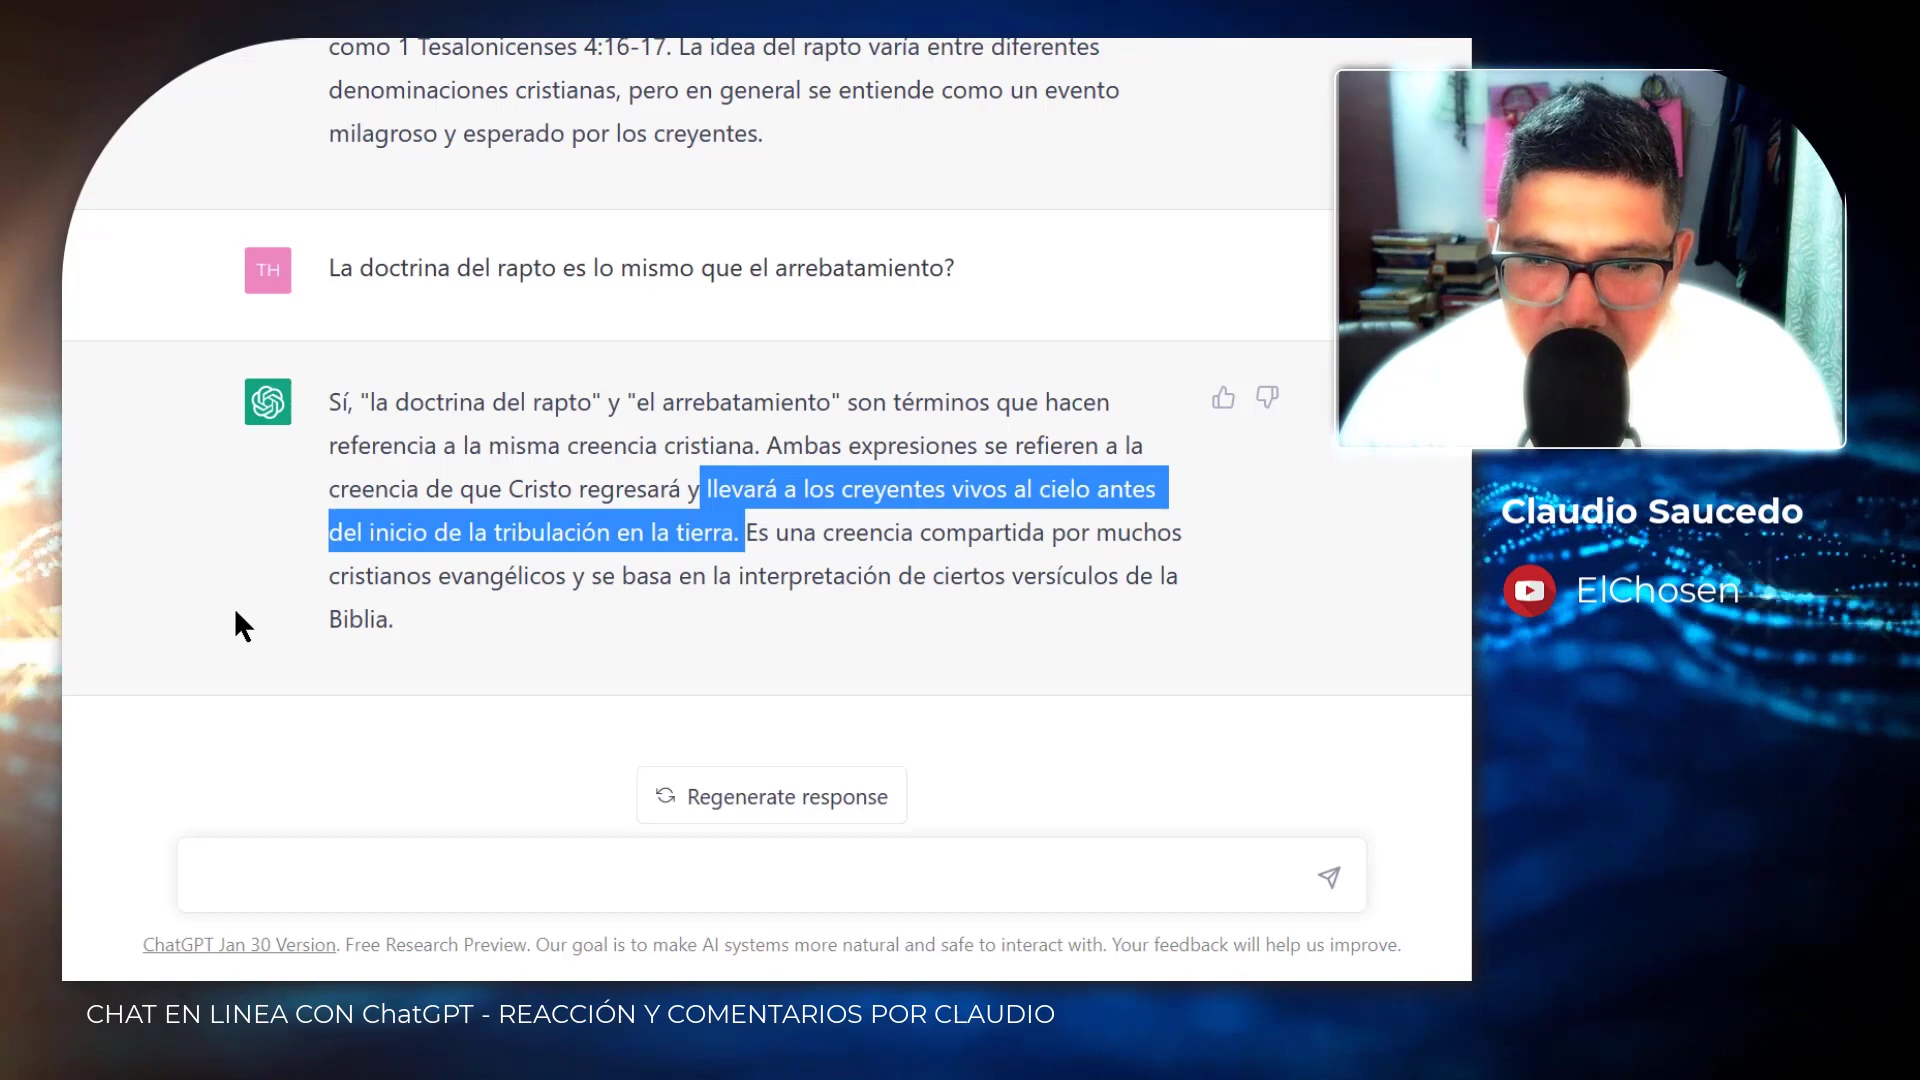 como 1 Tesalonicenses 4:16-17. La idea del rapto varía entre diferentes
denominaciones cristianas, pero en general se entiende como un evento
milagroso y esperado por los creyentes.
TH
La doctrina del rapto es lo mismo que el arrebatamiento?
Sí, "la doctrina del rapto" y "el arrebatamiento" son términos que hacen
referencia a la misma creencia cristiana. Ambas expresiones se refieren a la
creencia de que Cristo regresará y llevará a los creyentes vivos al cielo antes
del inicio de la tribulación en la tierra. Es una creencia compartida por muchos
cristianos evangélicos y se basa en la interpretación de ciertos versículos de la
Biblia.
Claudio Saucedo
ElChosen
Regenerate response
ChatGPT Jan 30 Version. Free Research Preview. Our goal is to make AI systems more natural and safe to interact with. Your feedback will help us improve.
CHAT EN LINEA CON ChatGPT - REACCIÓN Y COMENTARIOS POR CLAUDIO